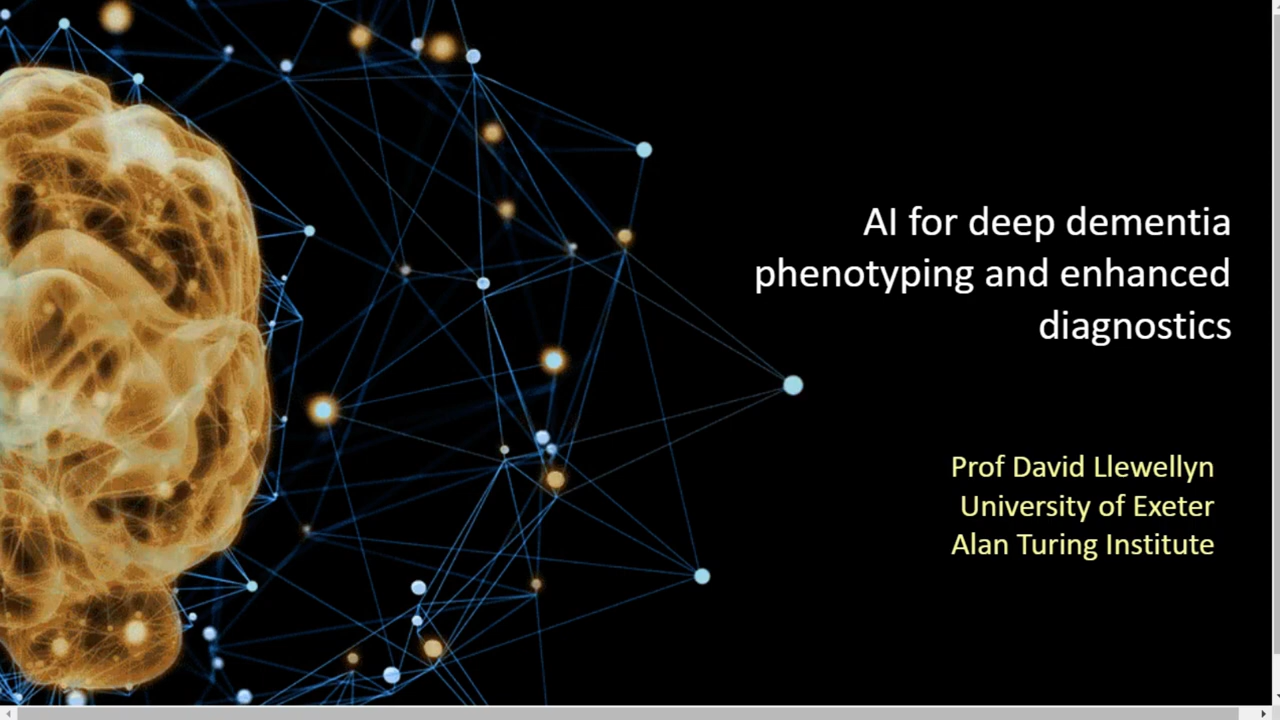 AI for deep dementia
phenotyping and enhanced
diagnostics
Prof David Llewellyn
University of Exeter
Alan Turing Institute